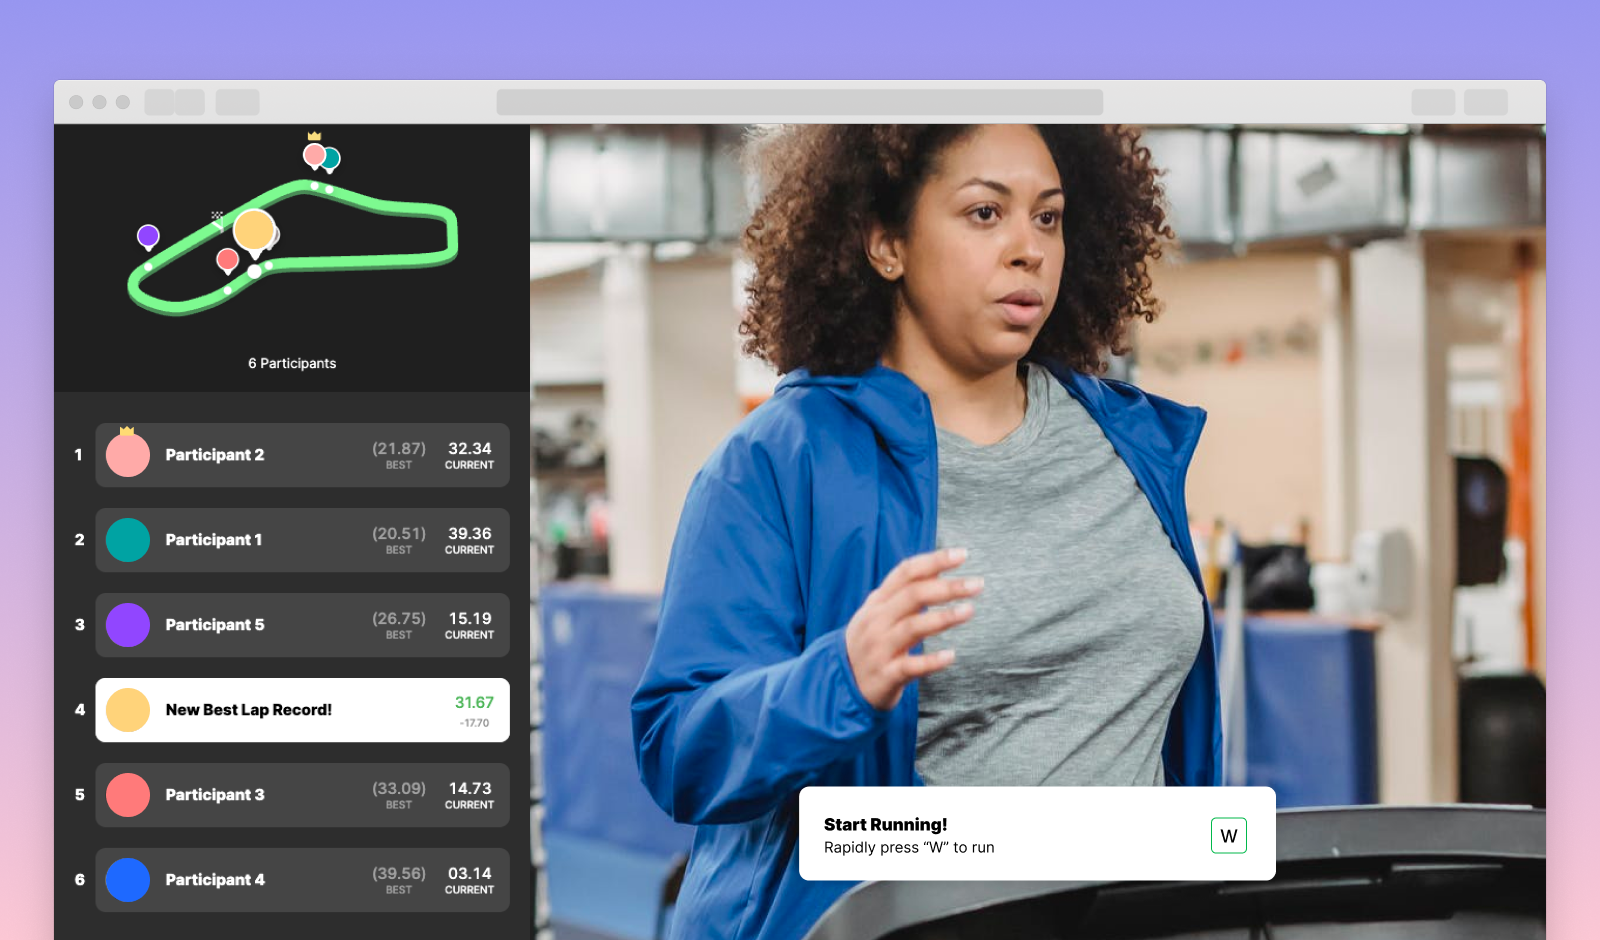 6 Participants
1 Participant 2 (21.87) 32.34
BEST CURRENT
2 Participant 1 (20.51) 39.36
BEST CURRENT
3 Participant 5 (26.75) 15.19
BEST CURRENT
4 New Best Lap Record! 31.67
-17.70
5 Participant 3 (33.09) 14.73
BEST CURRENT
6 Participant 4 (39.56) 03.14
BEST CURRENT
Start Running!
Rapidly press “W” to run
W